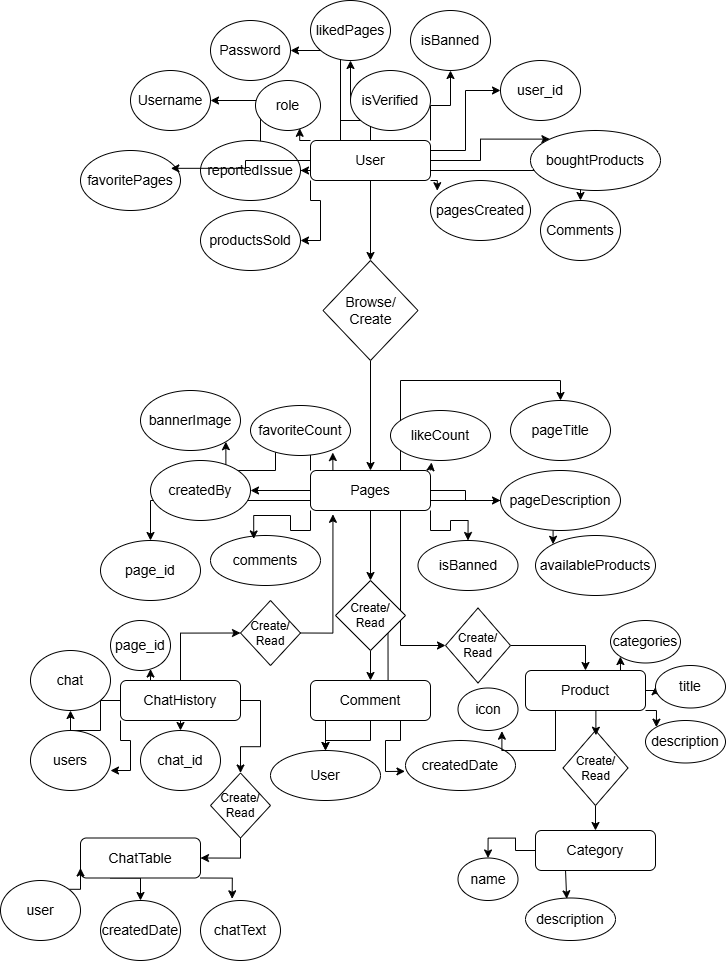 likedPages
isBanned
Password
user_id
Username
role
isVerified
User
boughtProducts
favoritePages
reportedIssue
pagesCreated
productsSold
Comments
Browse/
Create
bannerImage
favoriteCount
likeCount
pageTitle
createdBy
Pages
pageDescription
page_id
comments
isBanned
availableProducts
Create/
Read
Create/
Read
Create/
Read
page_id
categories
chat
ChatHistory
Comment
Product
title
icon
users
chat_id
User
createdDate
description
Create/
Read
Create/
Read
ChatTable
Category
name
user
createdDate
chatText
description